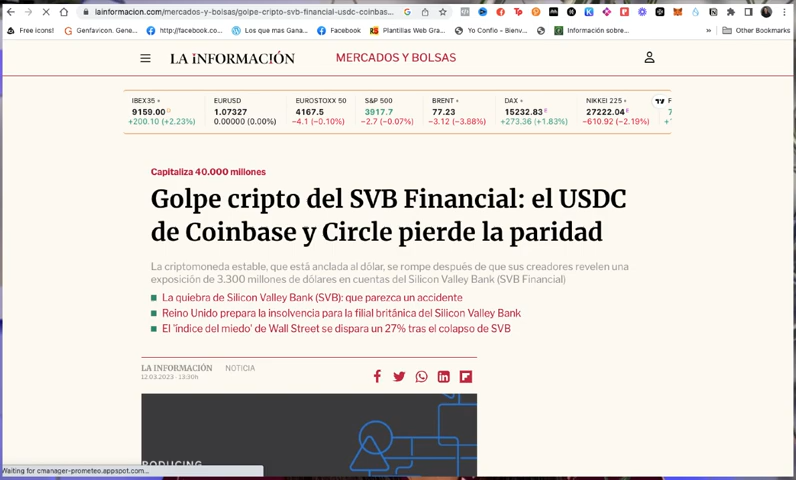 lainformacion.com/mercados-y-bolsas/golpe-cripto-svb-financial-usdc-coinbas...
Free Icons! Genfavicon. Gene... http://facebook.co... Los que mas Gana... Facebook Plantillas Web Gra... Yo Confio – Bienv... Información sobre... » Other Bookmarks
LA iNFORMACIÓN MERCADOS Y BOLSAS
IBEX35 EURUSD EUROSTOXX 50 S&P 500 BRENT DAX NIKKEI 225 F
9159.00 1.07327 4167.5 3917.7 77.23 15232.83 27222.04 7
+200.10 (+2.23%) 0.00000 (0.00%) −4.1 (−0.10%) −2.7 (−0.07%) −3.12 (−3.88%) +273.36 (+1.83%) −610.92 (−2.19%)
Capitaliza 40.000 millones
Golpe cripto del SVB Financial: el USDC
de Coinbase y Circle pierde la paridad
La criptomoneda estable, que está anclada al dólar, se rompe después de que sus creadores revelen una
exposición de 3.300 millones de dólares en cuentas del Silicon Valley Bank (SVB Financial)
La quiebra de Silicon Valley Bank (SVB): que parezca un accidente
Reino Unido prepara la insolvencia para la filial británica del Silicon Valley Bank
El 'índice del miedo' de Wall Street se dispara un 27% tras el colapso de SVB
LA INFORMACIÓN NOTICIA
12.03.2023 - 13:30h
Waiting for cmanager-prometeo.appspot.com...